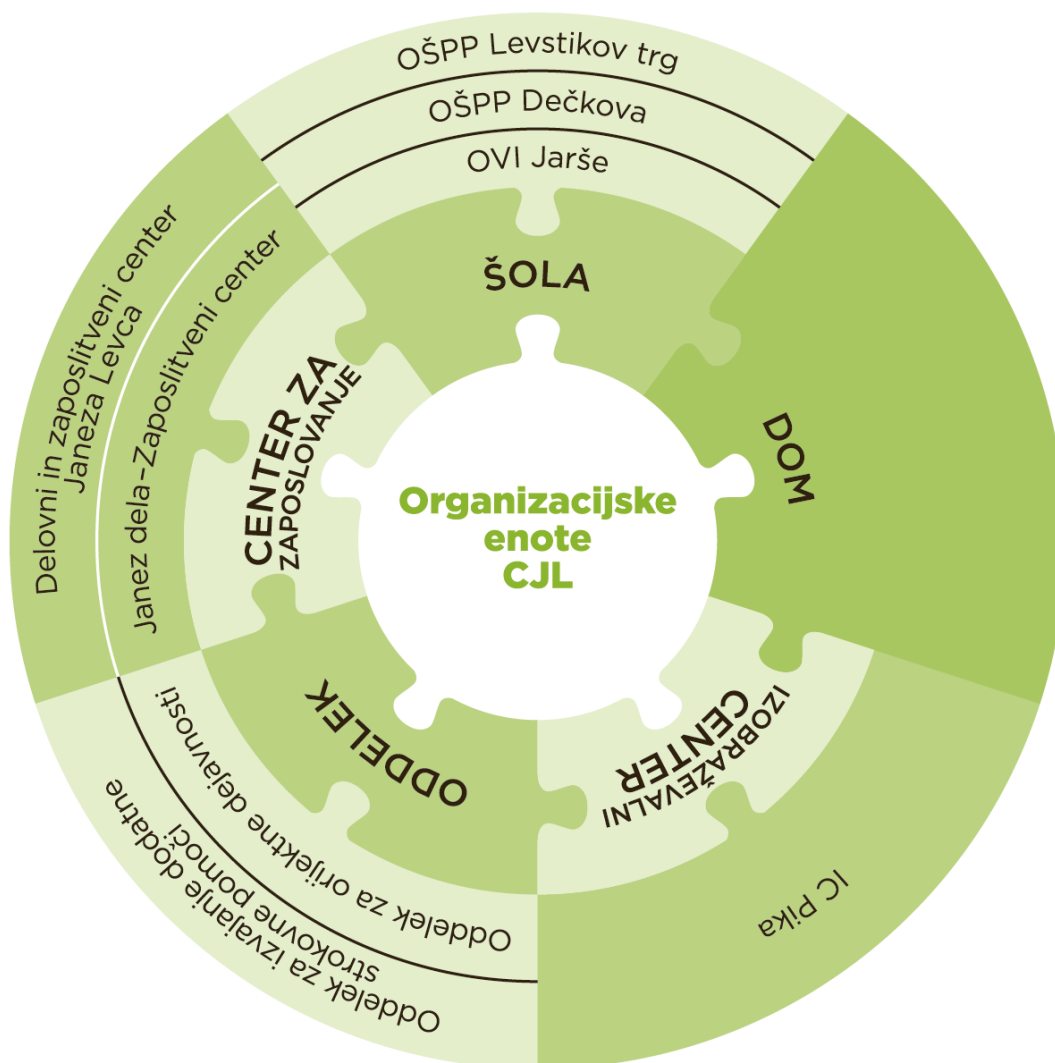 OŠPP Levstikov trg
OŠPP Dečkova
OVI Jarše
ŠOLA
DOM
IZOBRAŽEVALNI
CENTER
IC Pika
ODDELEK
Oddelek za orijektne dejavnosti
Oddelek za izvajanje dodatne
strokovne pomoči
CENTER ZA
ZAPOSLOVANJE
Janez dela-Zaposlitveni center
Delovni in zaposlitveni center
Janeza Levca
Organizacijske
enote
CJL